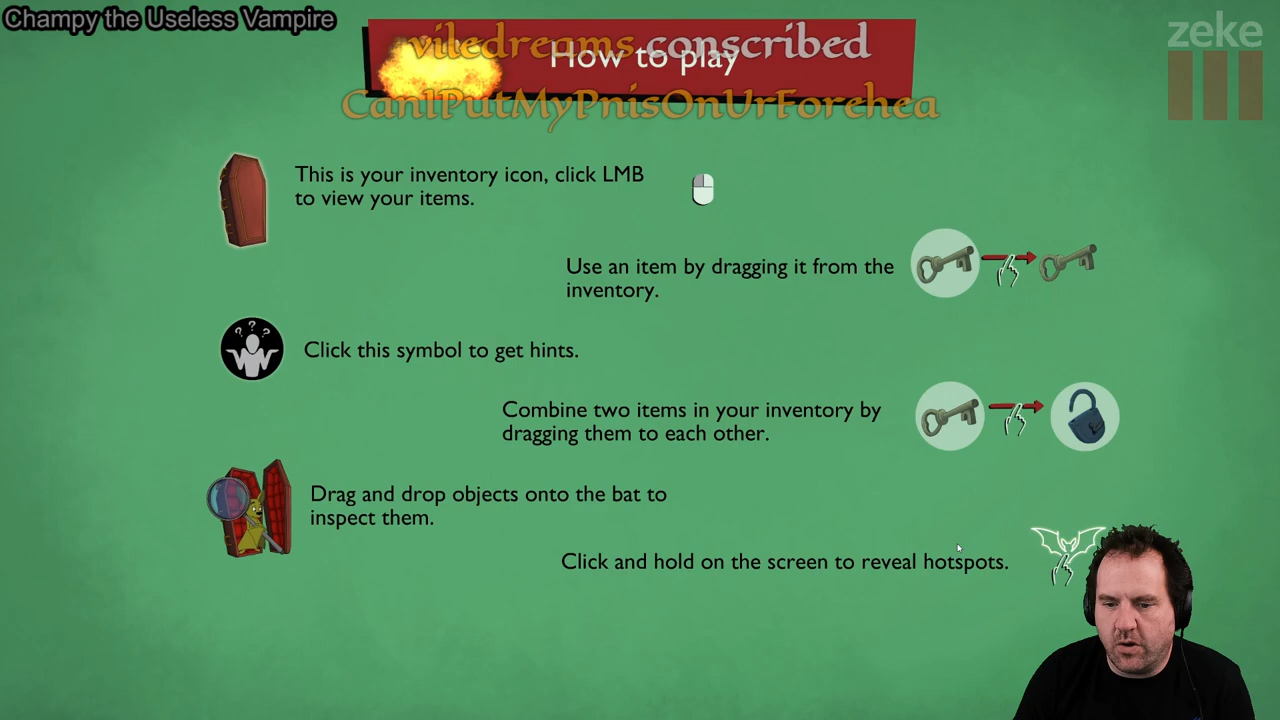 Champy the Useless Vampire
viledreams conscribed
How to play
zeke
CanIPutMyPnisOnUrForehea
This is your inventory icon, click LMB
to view your items.
Use an item by dragging it from the
inventory.
? ? ?
Click this symbol to get hints.
Combine two items in your inventory by
dragging them to each other.
Drag and drop objects onto the bat to
inspect them.
Click and hold on the screen to reveal hotspots.